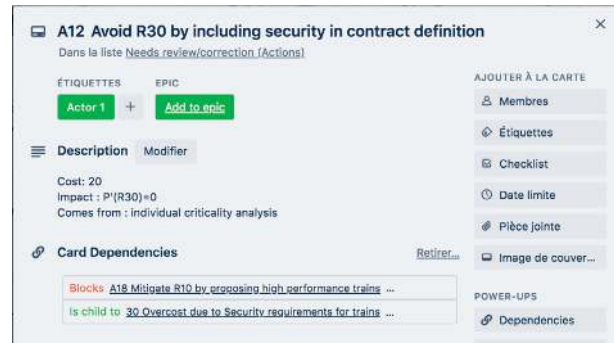 A12 Avoid R30 by including security in contract definition
Dans la liste Needs review/correction (Actions)
ÉTIQUETTES
EPIC
Actor 1
+
Add to epic
Description
Modifier
Cost: 20
Impact : P'(R30)=0
Comes from : individual criticality analysis
Card Dependencies
Retirer...
Blocks A18 Mitigate R10 by proposing high performance trains ...
Is child to 30 Overcost due to Security requirements for trains ...
AJOUTER À LA CARTE
Membres
Étiquettes
Checklist
Date limite
Pièce jointe
Image de couver...
POWER-UPS
Dependencies